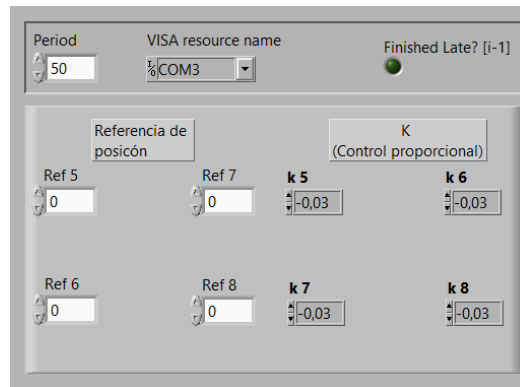 Period
VISA resource name
Finished Late? [i-1]
50
COM3
Referencia de
posicón
K
(Control proporcional)
Ref 5
Ref 7
k 5
k 6
0
0
-0,03
-0,03
Ref 6
Ref 8
k 7
k 8
0
0
-0,03
-0,03